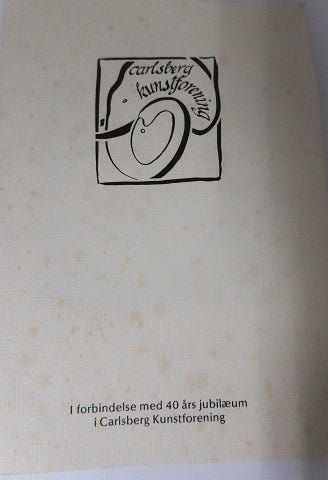 carlsberg
kunstforening
I forbindelse med 40 års jubilæum
i Carlsberg Kunstforening